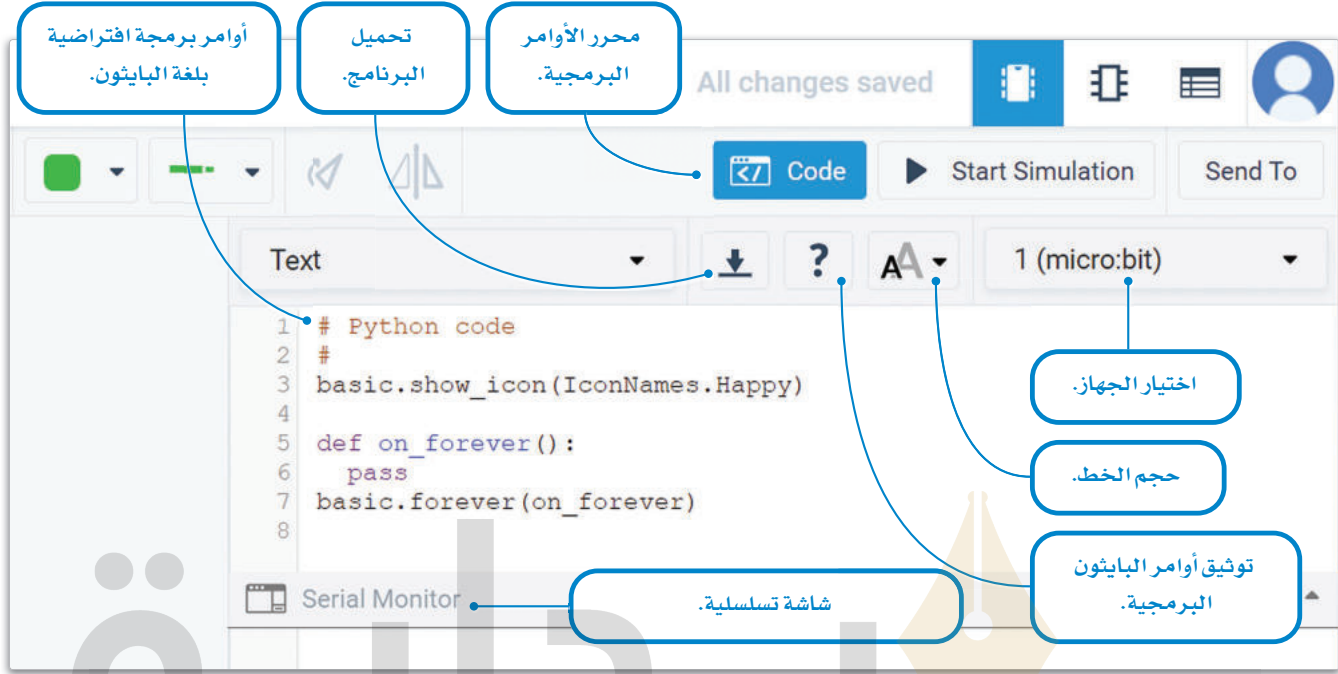 أوامر برمجة افتراضية
بلغة البايثون.
تحميل
البرنامج.
محرر الأوامر
البرمجية.
All changes saved
Code
Start Simulation
Send To
Text
?
AA
1 (micro:bit)
1 # Python code
2 #
3 basic.show_icon(IconNames.Happy)
4
5 def on_forever():
6 pass
7 basic.forever(on_forever)
8
اختيار الجهاز.
حجم الخط.
توثيق أوامر البايثون
البرمجية.
Serial Monitor
شاشة تسلسلية.